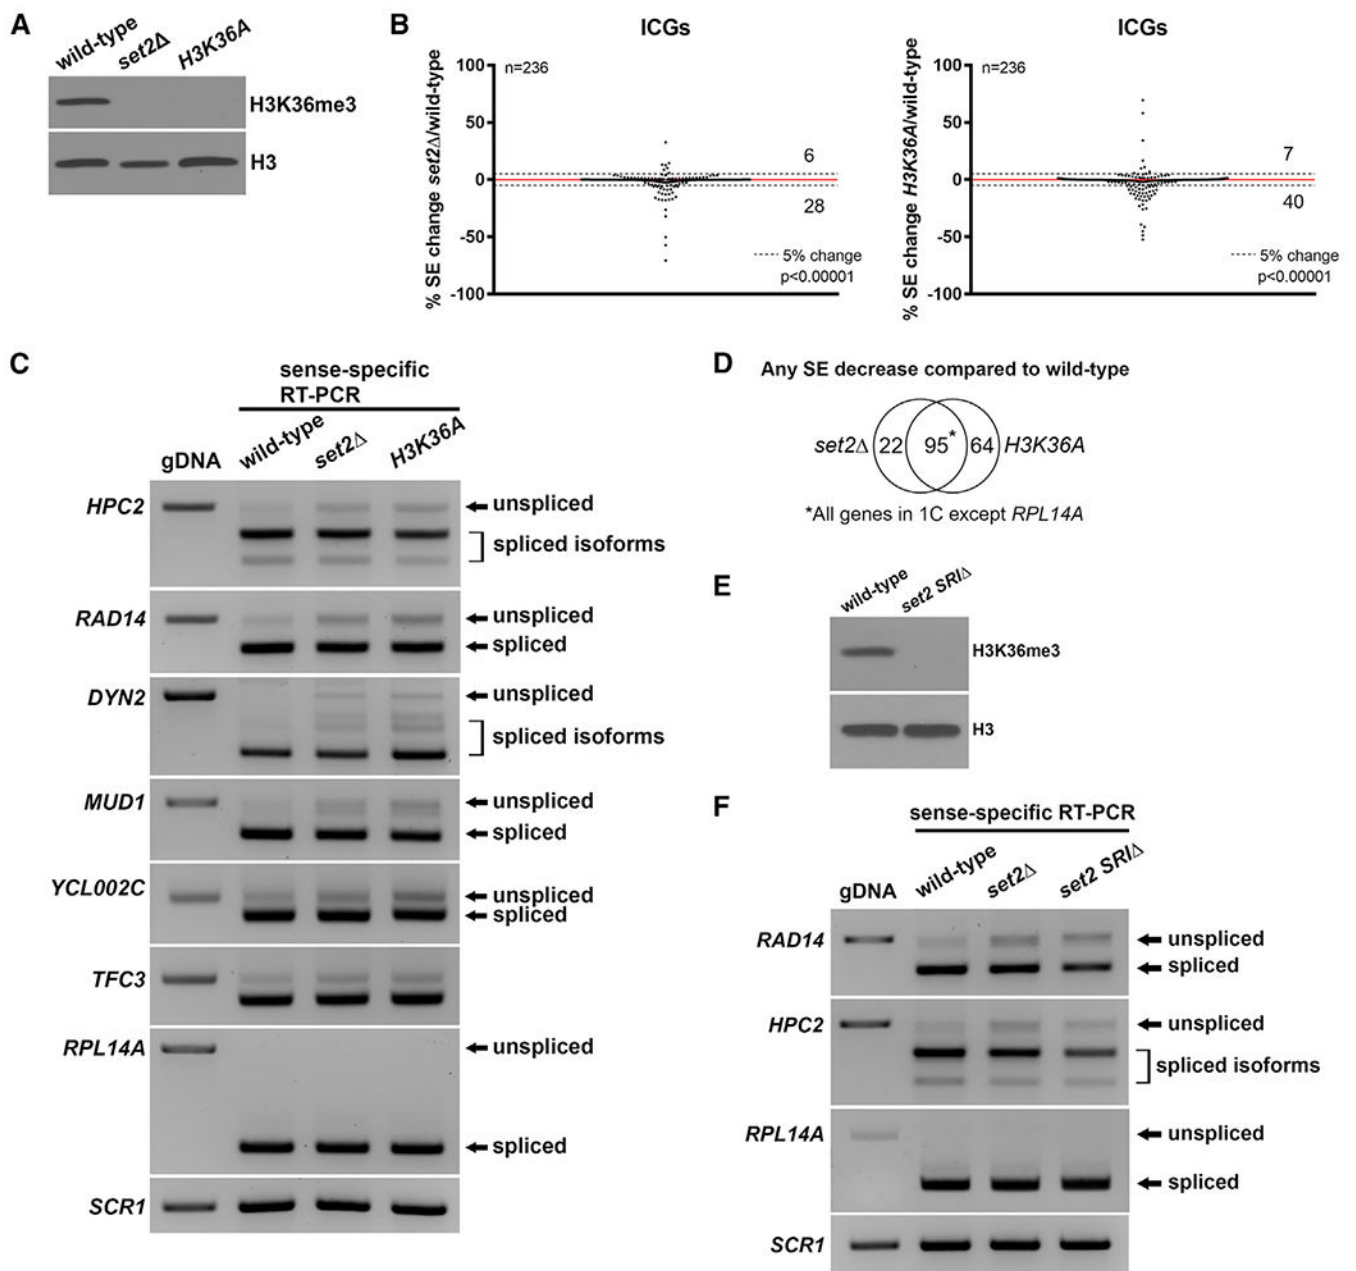 A
wild-type
set2Δ
H3K36A
H3K36me3
H3
B
ICGs
% SE change set2Δ/wild-type
100
50
0
-50
-100
n=236
6
28
5% change
p<0.00001
ICGs
% SE change H3K36A/wild-type
100
50
0
-50
-100
n=236
7
40
5% change
p<0.00001
C
sense-specific
RT-PCR
gDNA
wild-type
set2Δ
H3K36A
HPC2
unspliced
spliced isoforms
RAD14
unspliced
spliced
DYN2
unspliced
spliced isoforms
MUD1
unspliced
spliced
YCL002C
unspliced
spliced
TFC3
RPL14A
unspliced
spliced
SCR1
D
Any SE decrease compared to wild-type
set2Δ 22 95* 64 H3K36A
*All genes in 1C except RPL14A
E
wild-type
set2 SRIΔ
H3K36me3
H3
F
sense-specific RT-PCR
gDNA
wild-type
set2Δ
set2 SRIΔ
RAD14
unspliced
spliced
HPC2
unspliced
spliced isoforms
RPL14A
unspliced
spliced
SCR1